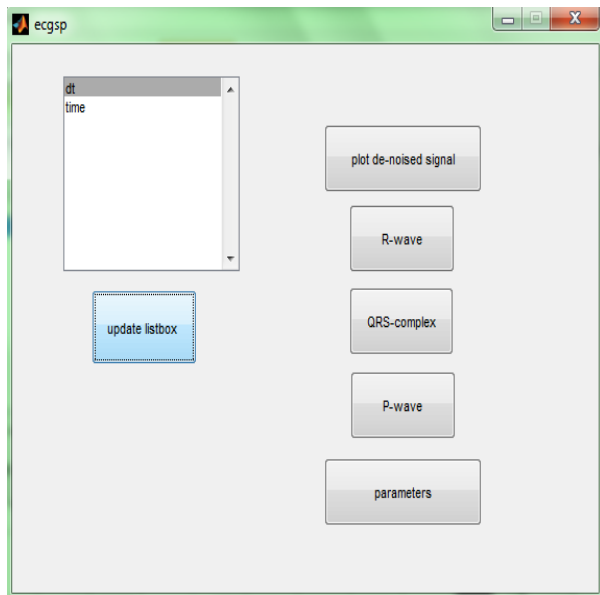 ecgsp
dt
time
update listbox
plot de-noised signal
R-wave
QRS-complex
P-wave
parameters